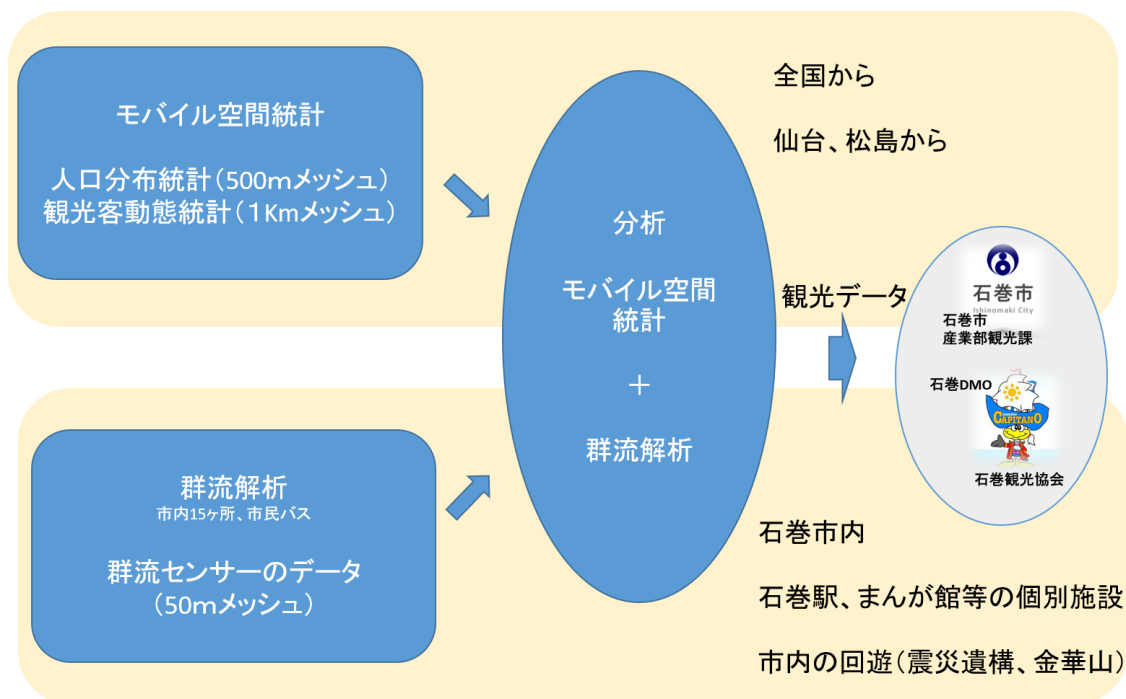 モバイル空間統計
人口分布統計（500mメッシュ）
観光客動態統計（１Kmメッシュ）
群流解析
市内15ヶ所、市民バス
群流センサーのデータ
（50mメッシュ）
分析
モバイル空間
統計
＋
群流解析
全国から
仙台、松島から
観光データ
石巻市
Ishinomaki City
石巻市
産業部観光課
石巻DMO
CAPITANO
石巻観光協会
石巻市内
石巻駅、まんが館等の個別施設
市内の回遊（震災遺構、金華山）